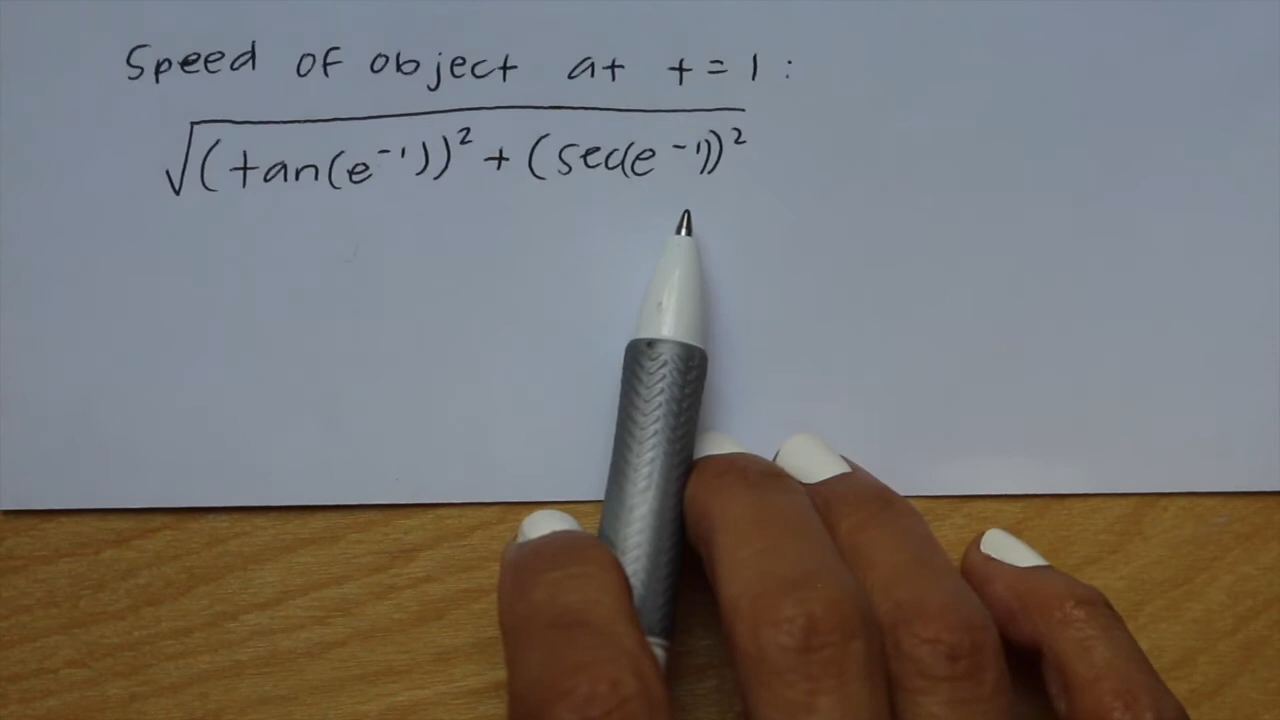 Speed of object at t = 1 :
√(tan(e⁻¹))² + (sec(e⁻¹))²